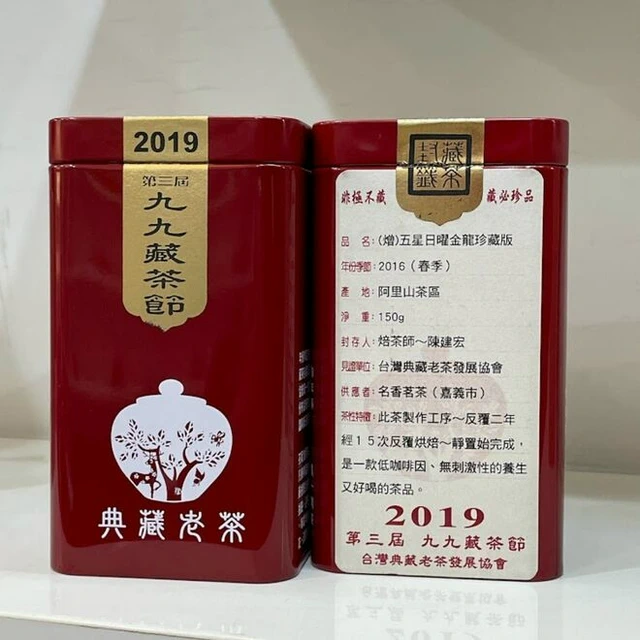 2019
第三屆
九九藏茶節
典藏老茶
藏茶
封籤
非極不藏
藏必珍品
品 名：(熷)五星日曜金龍珍藏版
年份季節：2016（春季）
產 地：阿里山茶區
淨 重：150g
封存人：焙茶師～陳建宏
見證單位：台灣典藏老茶發展協會
供應者：名香茗茶（嘉義市）
茶性特徵：此茶製作工序～反覆二年
經15次反覆烘焙～靜置始完成，
是一款低咖啡因、無刺激性的養生
又好喝的茶品。
2019
第三屆 九九藏茶節
台灣典藏老茶發展協會